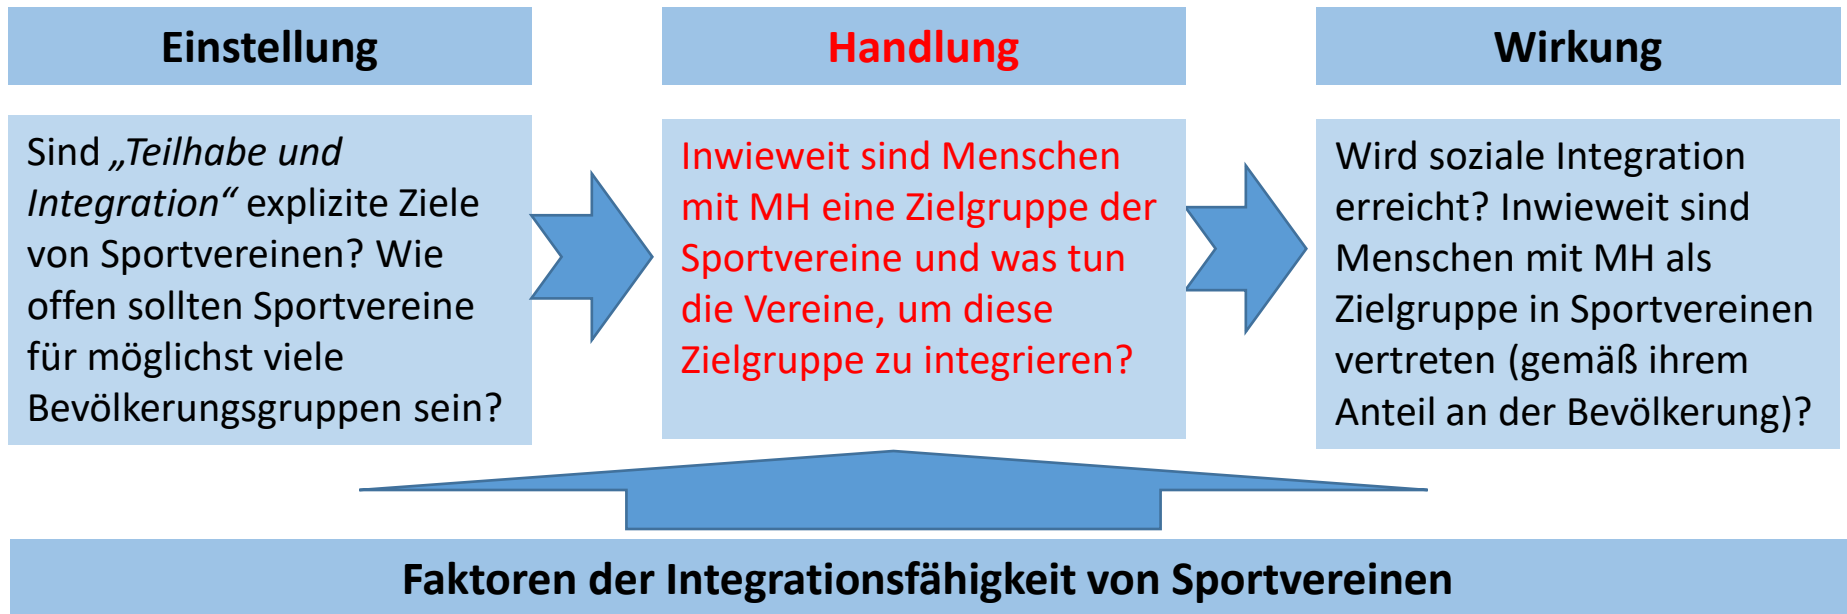 Einstellung
Sind „Teilhabe und
Integration“ explizite Ziele
von Sportvereinen? Wie
offen sollten Sportvereine
für möglichst viele
Bevölkerungsgruppen sein?
Handlung
Inwieweit sind Menschen
mit MH eine Zielgruppe der
Sportvereine und was tun
die Vereine, um diese
Zielgruppe zu integrieren?
Wirkung
Wird soziale Integration
erreicht? Inwieweit sind
Menschen mit MH als
Zielgruppe in Sportvereinen
vertreten (gemäß ihrem
Anteil an der Bevölkerung)?
Faktoren der Integrationsfähigkeit von Sportvereinen